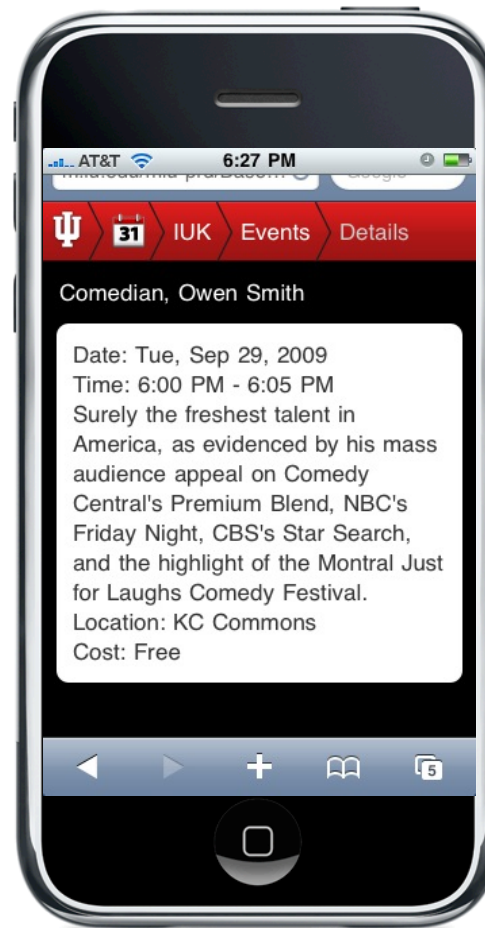 AT&T 6:27 PM
31 IUK Events Details
Comedian, Owen Smith
Date: Tue, Sep 29, 2009
Time: 6:00 PM - 6:05 PM
Surely the freshest talent in
America, as evidenced by his mass
audience appeal on Comedy
Central's Premium Blend, NBC's
Friday Night, CBS's Star Search,
and the highlight of the Montral Just
for Laughs Comedy Festival.
Location: KC Commons
Cost: Free
5